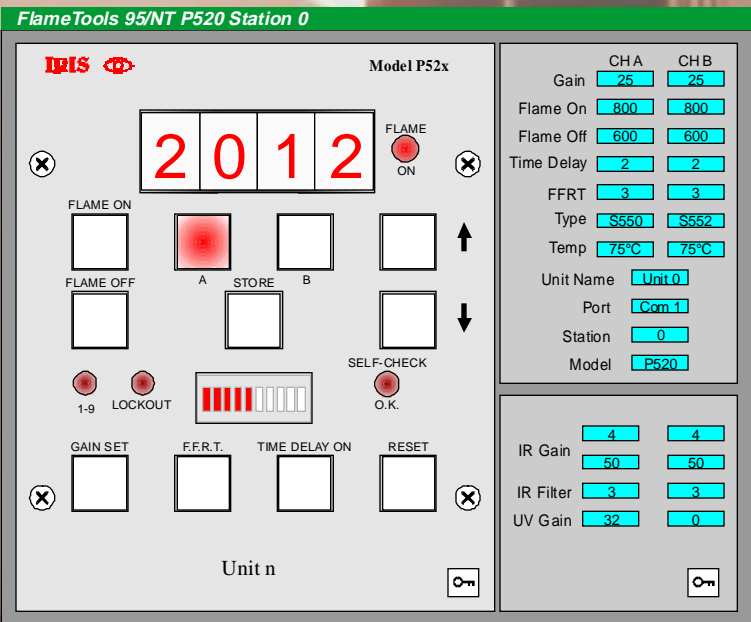 FlameTools 95/NT P520 Station 0
IRIS Model P52x
2012
FLAME
ON
FLAME ON
A B
FLAME OFF STORE
SELF-CHECK
1-9 LOCKOUT O.K.
GAIN SET F.F.R.T. TIME DELAY ON RESET
Unit n
CH A CH B
Gain 25 25
Flame On 800 800
Flame Off 600 600
Time Delay 2 2
FFRT 3 3
Type S550 S552
Temp 75°C 75°C
Unit Name Unit 0
Port Com 1
Station 0
Model P520
IR Gain 4 4
50 50
IR Filter 3 3
UV Gain 32 0